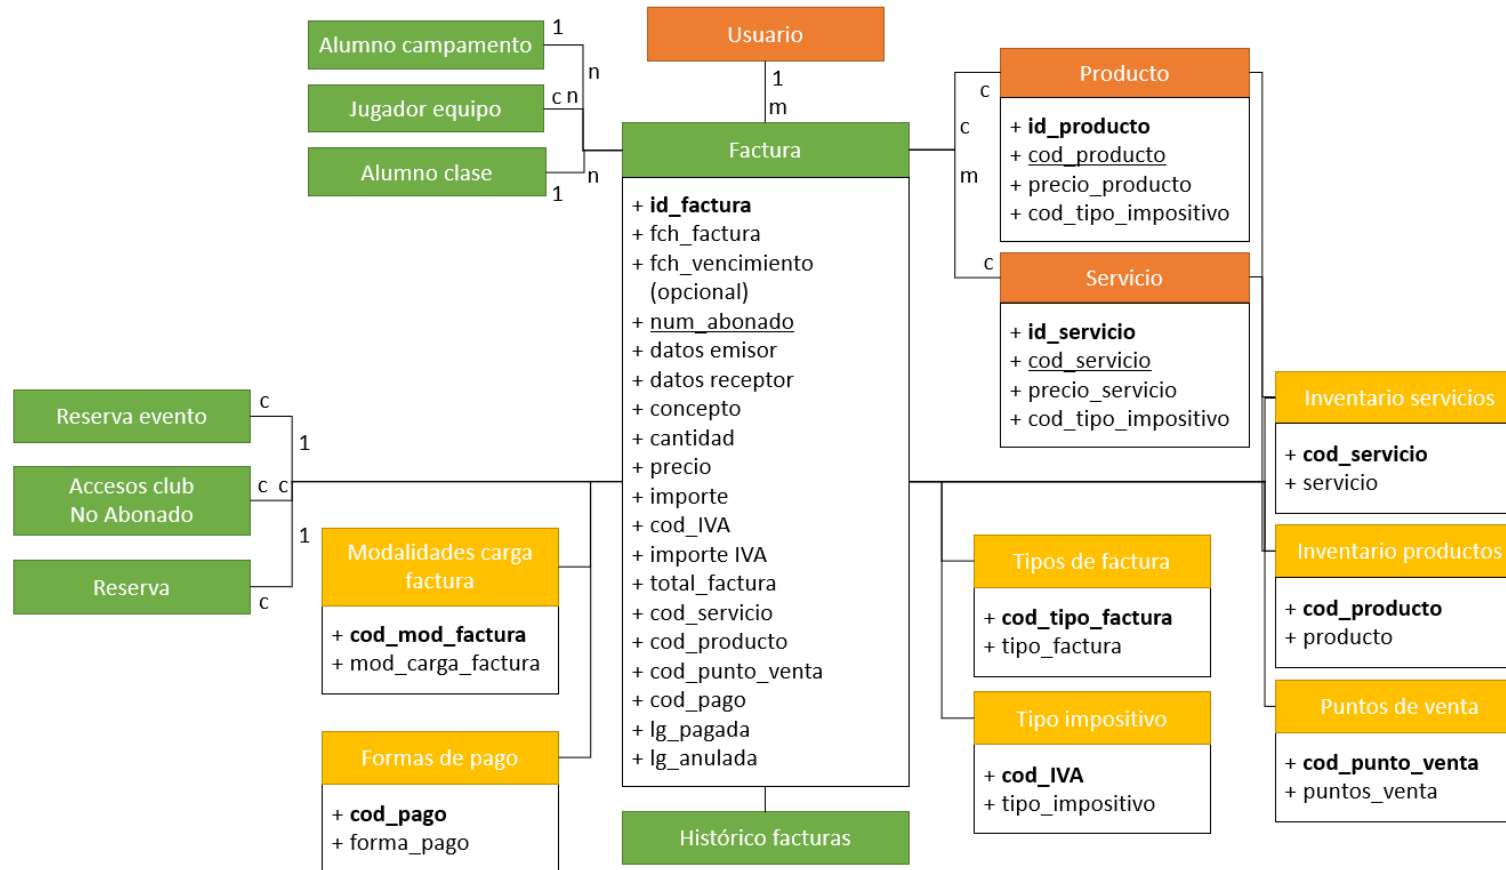 Alumno campamento
1
n
Jugador equipo
c
n
Alumno clase
1
n
Usuario
1
m
Factura
+ id_factura
+ fch_factura
+ fch_vencimiento
(opcional)
+ num_abonado
+ datos emisor
+ datos receptor
+ concepto
+ cantidad
+ precio
+ importe
+ cod_IVA
+ importe IVA
+ total_factura
+ cod_servicio
+ cod_producto
+ cod_punto_venta
+ cod_pago
+ lg_pagada
+ lg_anulada
Histórico facturas
c
c
m
c
Producto
+ id_producto
+ cod_producto
+ precio_producto
+ cod_tipo_impositivo
Servicio
+ id_servicio
+ cod_servicio
+ precio_servicio
+ cod_tipo_impositivo
Reserva evento
c
1
Accesos club
No Abonado
c
c
1
Reserva
c
Modalidades carga
factura
+ cod_mod_factura
+ mod_carga_factura
Formas de pago
+ cod_pago
+ forma_pago
Tipos de factura
+ cod_tipo_factura
+ tipo_factura
Tipo impositivo
+ cod_IVA
+ tipo_impositivo
Inventario servicios
+ cod_servicio
+ servicio
Inventario productos
+ cod_producto
+ producto
Puntos de venta
+ cod_punto_venta
+ puntos_venta